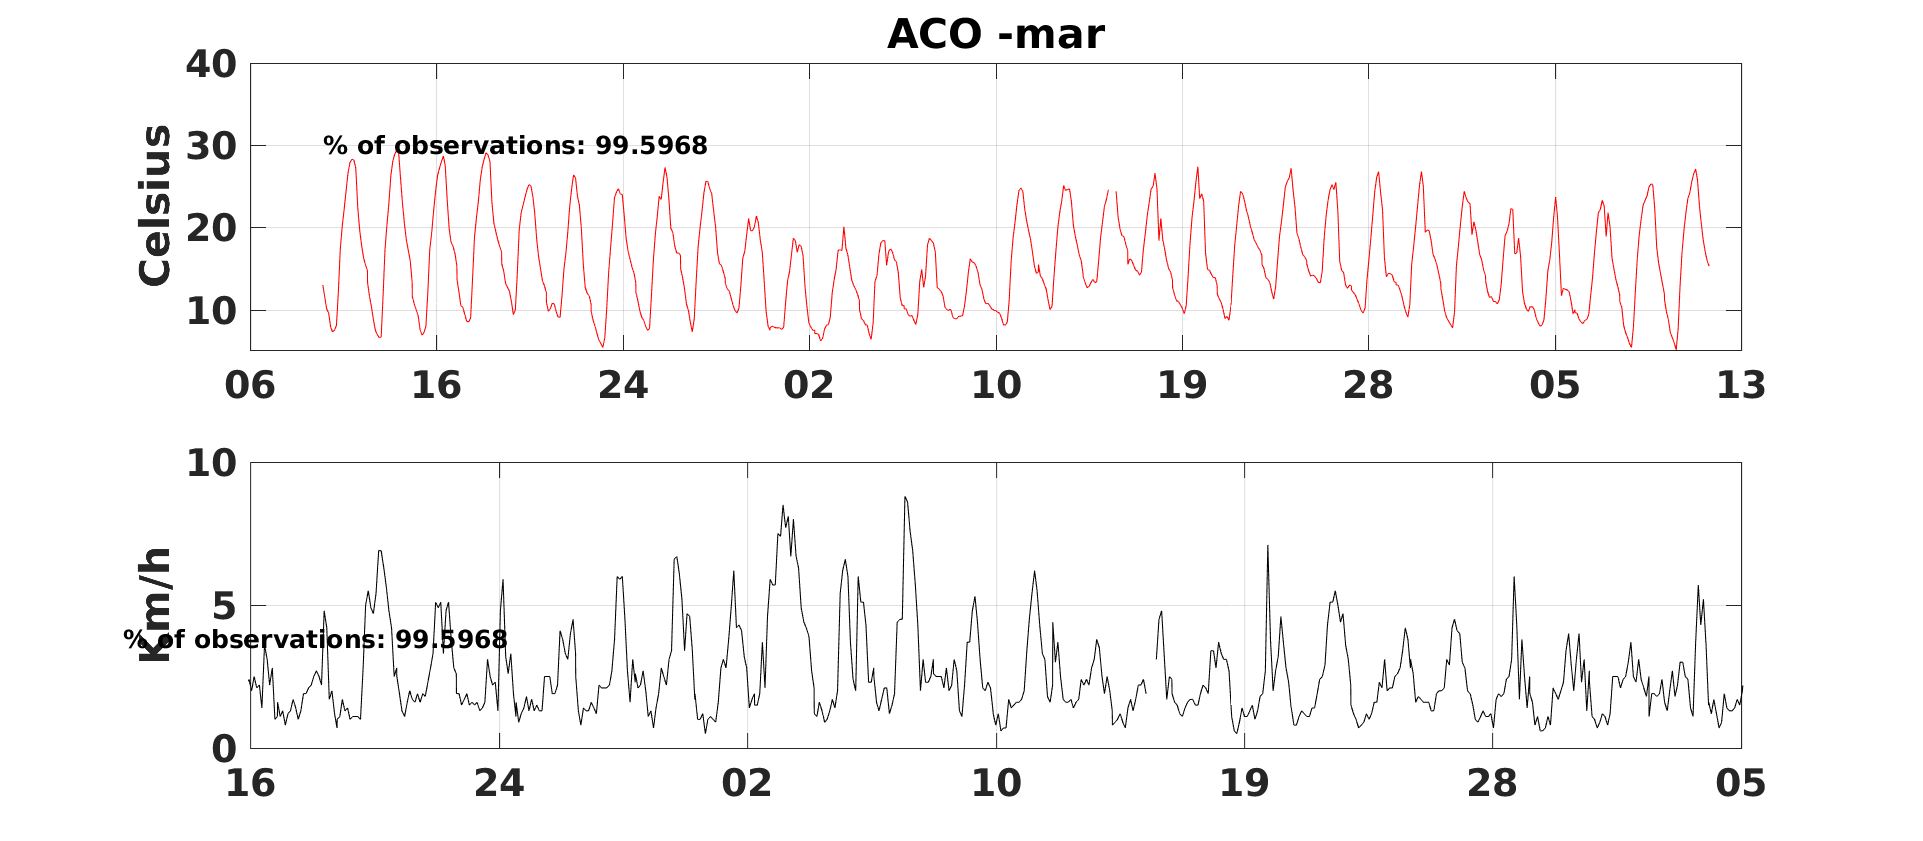 ACO -mar
Celsius
40
30
20
10
% of observations: 99.5968
06 16 24 02 10 19 28 05 13
Km/h
10
5
0
% of observations: 99.5968
16 24 02 10 19 28 05